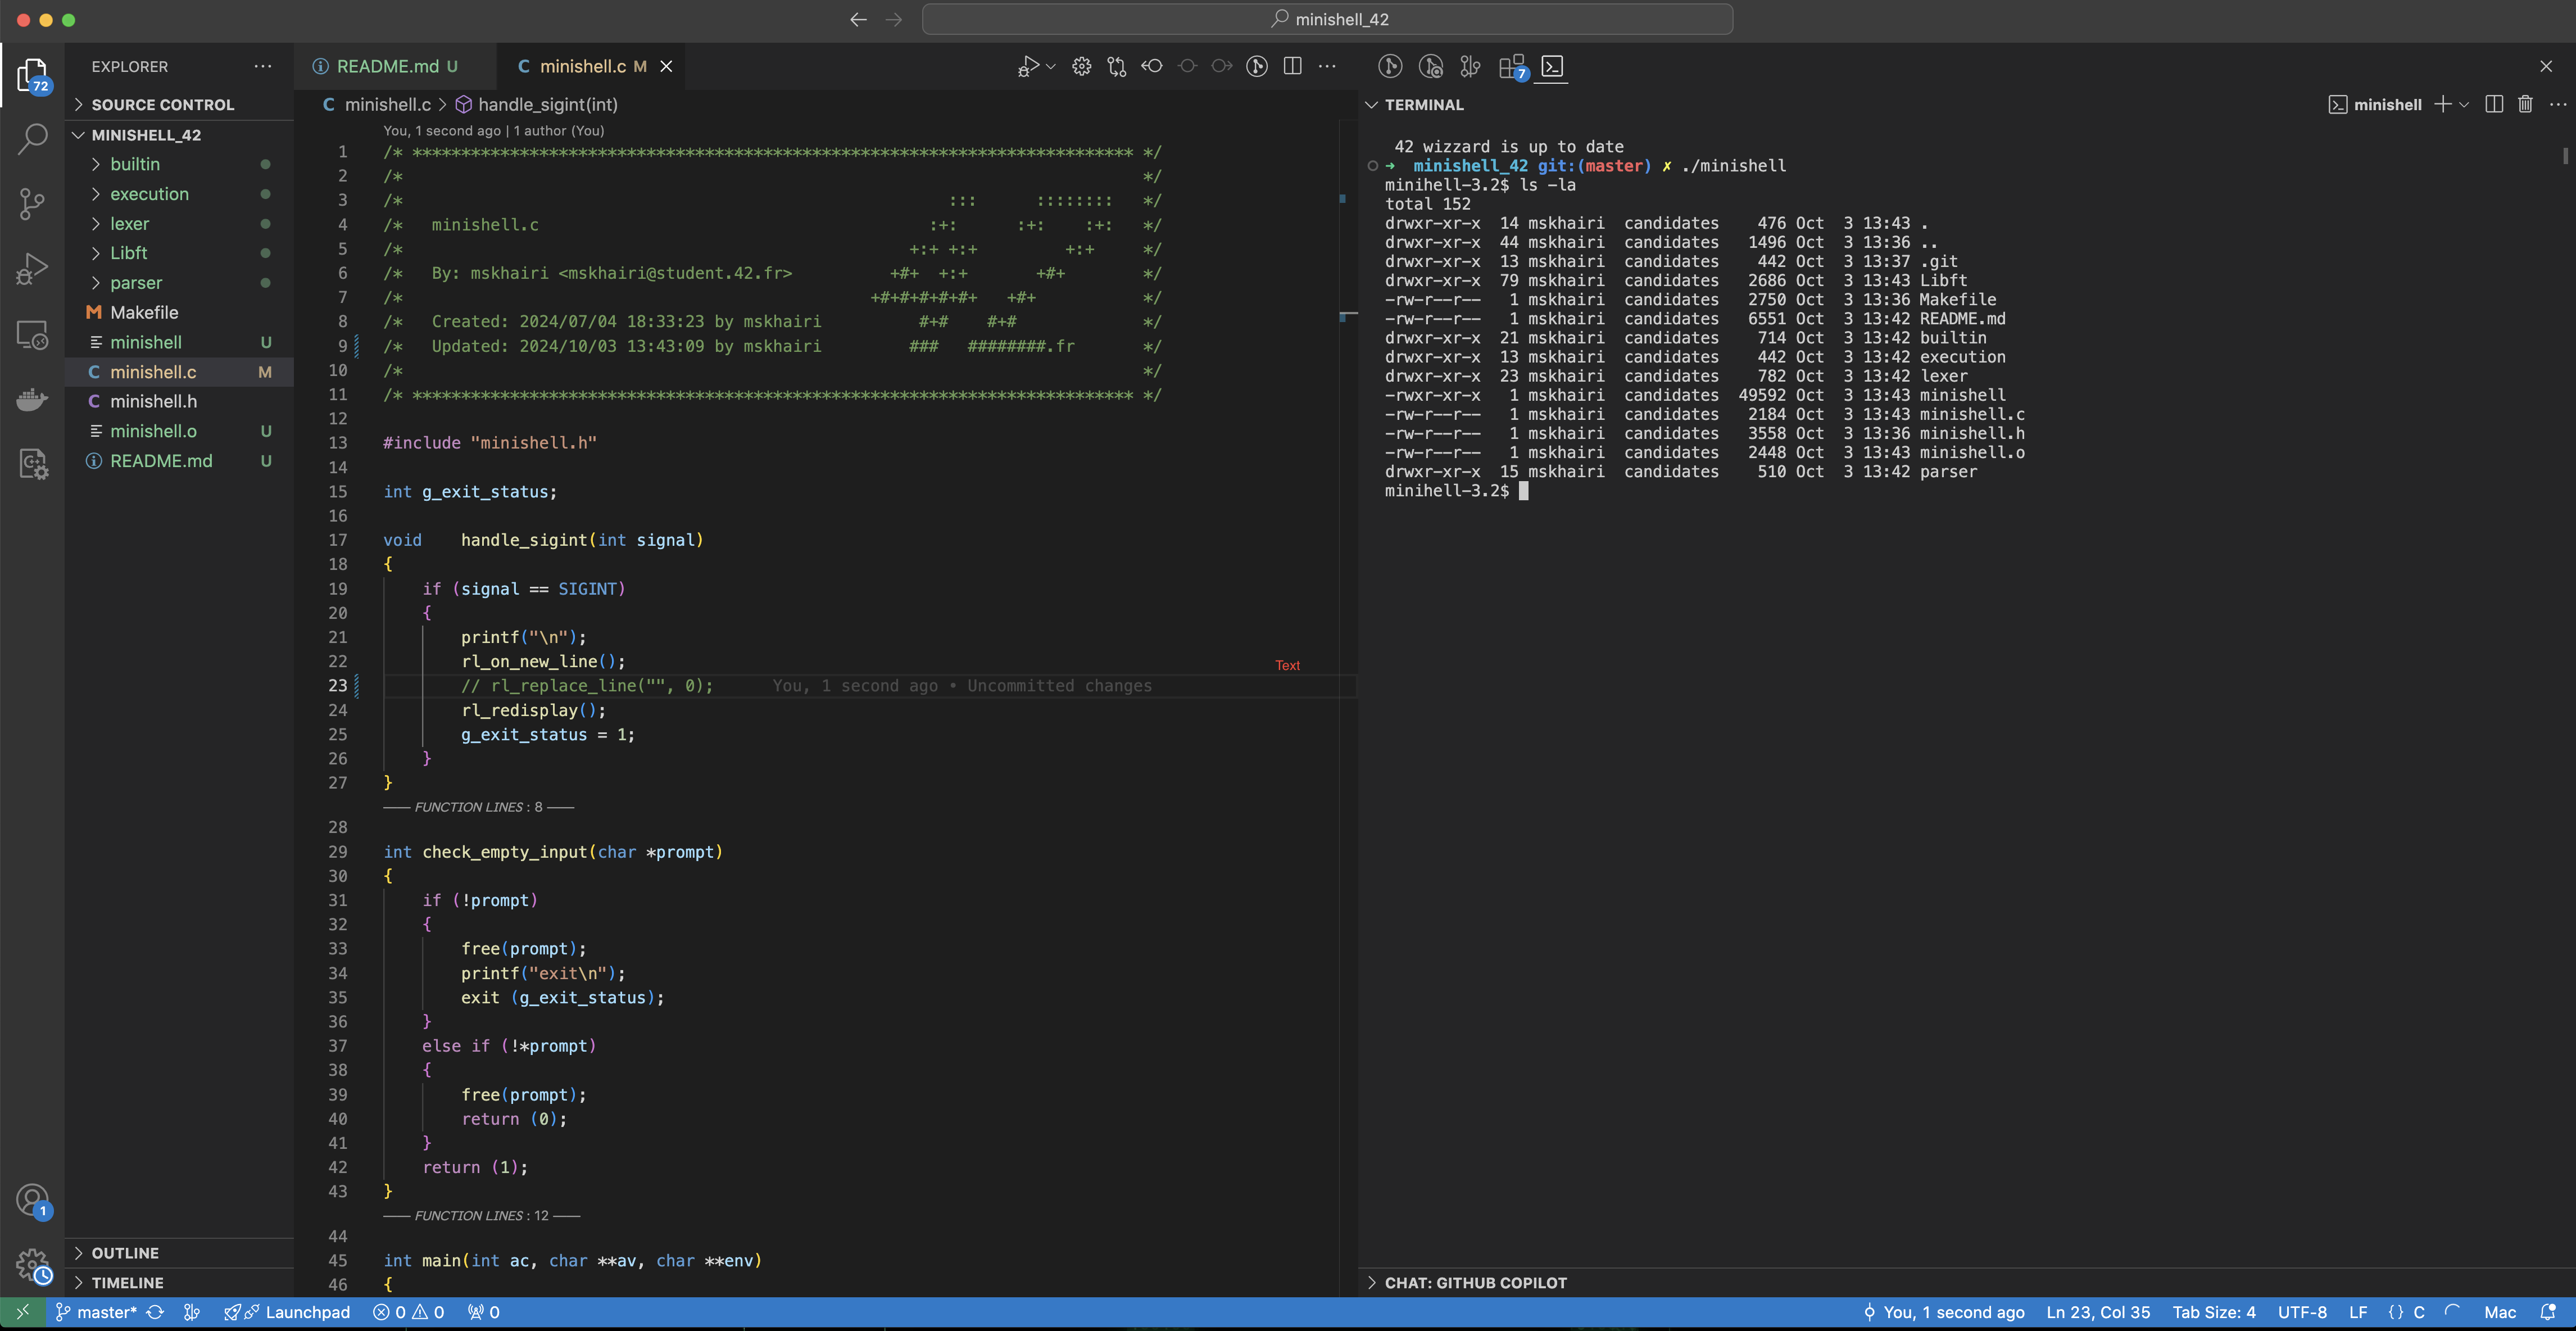 minishell_42
EXPLORER
72
SOURCE CONTROL
MINISHELL_42
builtin
execution
lexer
Libft
parser
M Makefile
minishell U
C minishell.c M
C minishell.h
minishell.o U
README.md U
1
OUTLINE
TIMELINE
README.md U
C minishell.c M
C minishell.c > handle_sigint(int)
You, 1 second ago | 1 author (You)
1 /* ************************************************************************** */
2 /*                                                                            */
3 /*                                                        :::      ::::::::   */
4 /*   minishell.c                                        :+:      :+:    :+:   */
5 /*                                                    +:+ +:+         +:+     */
6 /*   By: mskhairi <mskhairi@student.42.fr>          +#+  +:+       +#+        */
7 /*                                                +#+#+#+#+#+   +#+           */
8 /*   Created: 2024/07/04 18:33:23 by mskhairi          #+#    #+#             */
9 /*   Updated: 2024/10/03 13:43:09 by mskhairi         ###   ########.fr       */
10 /*                                                                            */
11 /* ************************************************************************** */
12
13 #include "minishell.h"
14
15 int g_exit_status;
16
17 void    handle_sigint(int signal)
18 {
19     if (signal == SIGINT)
20     {
21         printf("\n");
22         rl_on_new_line();
Text
23         // rl_replace_line("", 0);      You, 1 second ago • Uncommitted changes
24         rl_redisplay();
25         g_exit_status = 1;
26     }
27 }
—— FUNCTION LINES : 8 ——
28
29 int check_empty_input(char *prompt)
30 {
31     if (!prompt)
32     {
33         free(prompt);
34         printf("exit\n");
35         exit (g_exit_status);
36     }
37     else if (!*prompt)
38     {
39         free(prompt);
40         return (0);
41     }
42     return (1);
43 }
—— FUNCTION LINES : 12 ——
44
45 int main(int ac, char **av, char **env)
46 {
7
TERMINAL
minishell
42 wizzard is up to date
➜  minishell_42 git:(master) ✗ ./minishell
minihell-3.2$ ls -la
total 152
drwxr-xr-x  14 mskhairi  candidates    476 Oct  3 13:43 .
drwxr-xr-x  44 mskhairi  candidates   1496 Oct  3 13:36 ..
drwxr-xr-x  13 mskhairi  candidates    442 Oct  3 13:37 .git
drwxr-xr-x  79 mskhairi  candidates   2686 Oct  3 13:43 Libft
-rw-r--r--   1 mskhairi  candidates   2750 Oct  3 13:36 Makefile
-rw-r--r--   1 mskhairi  candidates   6551 Oct  3 13:42 README.md
drwxr-xr-x  21 mskhairi  candidates    714 Oct  3 13:42 builtin
drwxr-xr-x  13 mskhairi  candidates    442 Oct  3 13:42 execution
drwxr-xr-x  23 mskhairi  candidates    782 Oct  3 13:42 lexer
-rwxr-xr-x   1 mskhairi  candidates  49592 Oct  3 13:43 minishell
-rw-r--r--   1 mskhairi  candidates   2184 Oct  3 13:43 minishell.c
-rw-r--r--   1 mskhairi  candidates   3558 Oct  3 13:36 minishell.h
-rw-r--r--   1 mskhairi  candidates   2448 Oct  3 13:43 minishell.o
drwxr-xr-x  15 mskhairi  candidates    510 Oct  3 13:42 parser
minihell-3.2$
CHAT: GITHUB COPILOT
master* Launchpad 0 0 0 You, 1 second ago Ln 23, Col 35 Tab Size: 4 UTF-8 LF {} C Mac